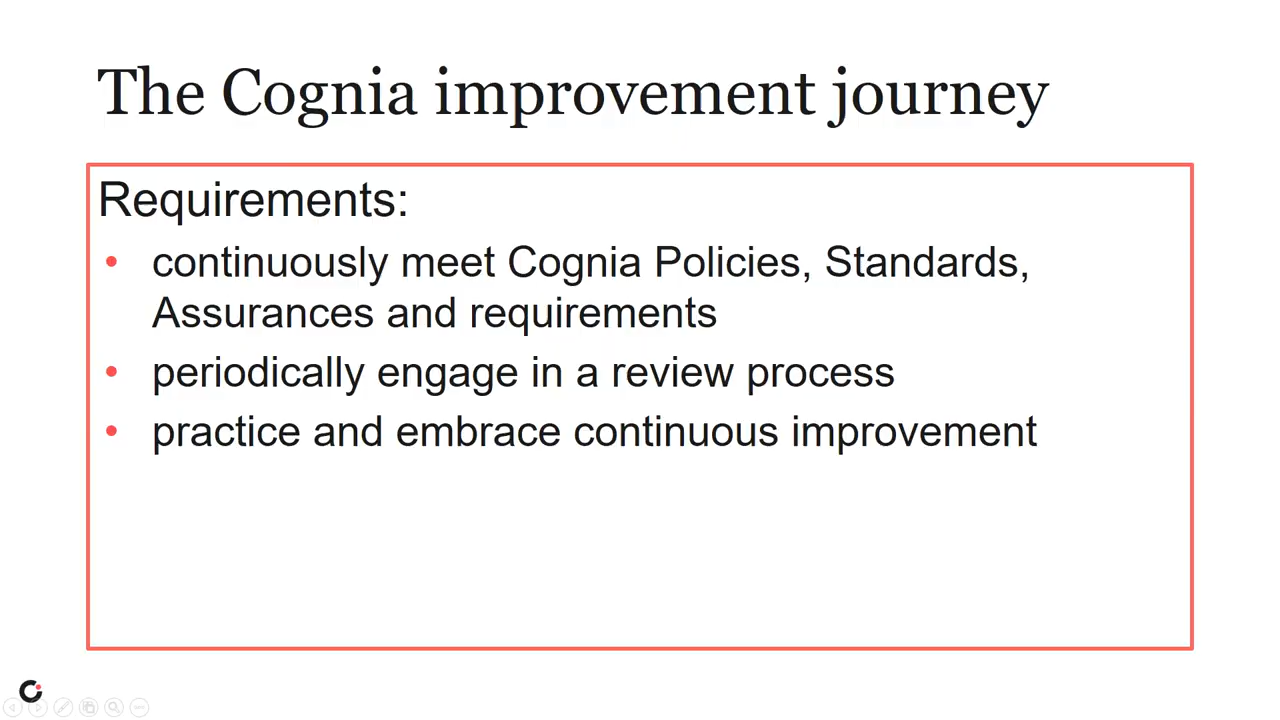 The Cognia improvement journey
Requirements:
• continuously meet Cognia Policies, Standards,
Assurances and requirements
• periodically engage in a review process
• practice and embrace continuous improvement